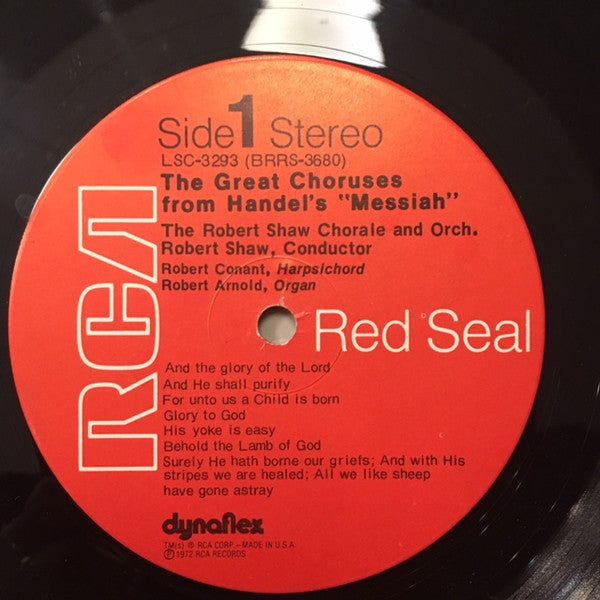 Side 1 Stereo
LSC-3293 (BRRS-3680)
The Great Choruses
from Handel's "Messiah"
The Robert Shaw Chorale and Orch.
Robert Shaw, Conductor
Robert Conant, Harpsichord
Robert Arnold, Organ
RCA
Red Seal
And the glory of the Lord
And He shall purify
For unto us a Child is born
Glory to God
His yoke is easy
Behold the Lamb of God
Surely He hath borne our griefs; And with His
stripes we are healed; All we like sheep
have gone astray
dynaflex
TM(s) ® RCA CORP.—MADE IN U.S.A.
Ⓟ 1972 RCA RECORDS